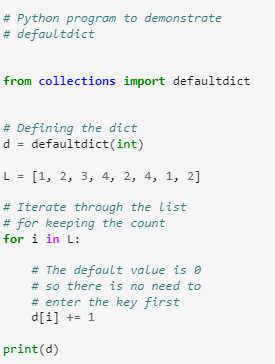 # Python program to demonstrate
# defaultdict
from collections import defaultdict
# Defining the dict
d = defaultdict(int)
L = [1, 2, 3, 4, 2, 4, 1, 2]
# Iterate through the list
# for keeping the count
for i in L:
    # The default value is 0
    # so there is no need to
    # enter the key first
    d[i] += 1
print(d)